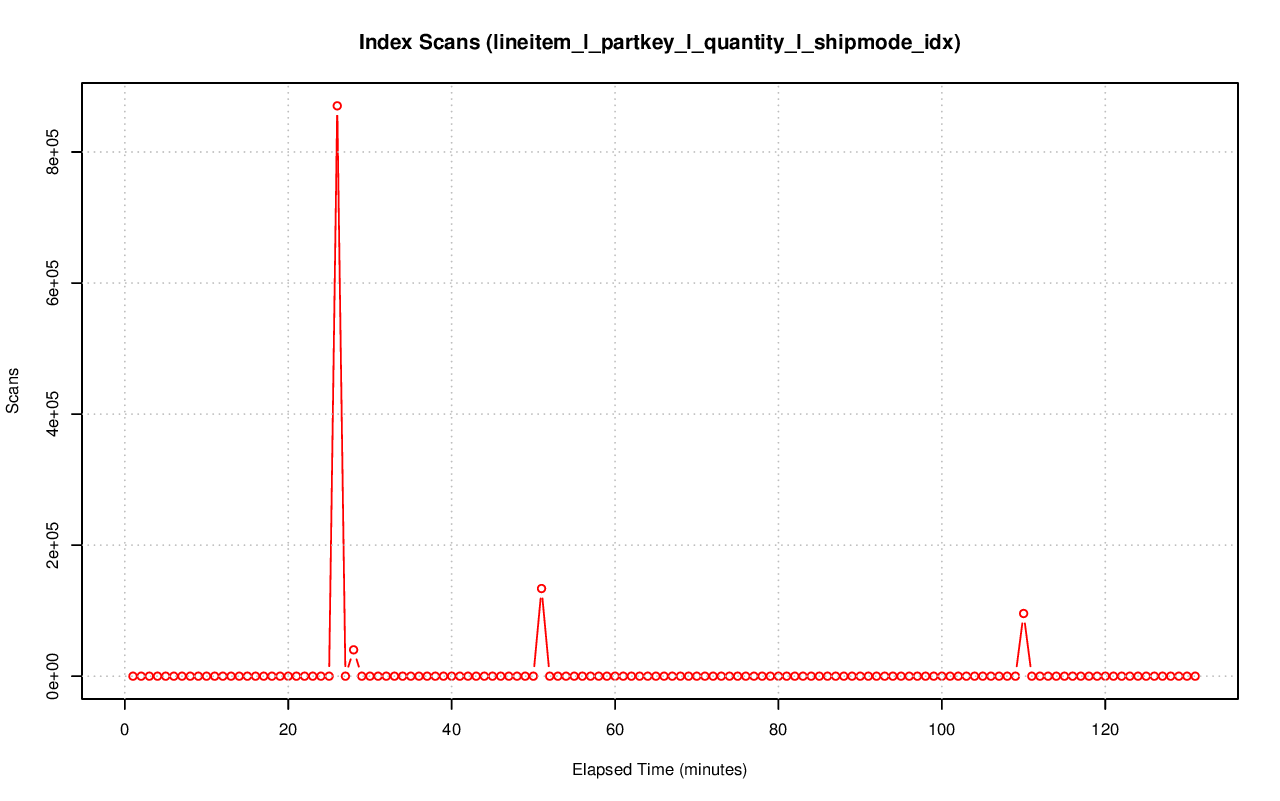 Index Scans (lineitem_l_partkey_l_quantity_l_shipmode_idx)
Scans
8e+05
6e+05
4e+05
2e+05
0e+00
0 20 40 60 80 100 120
Elapsed Time (minutes)